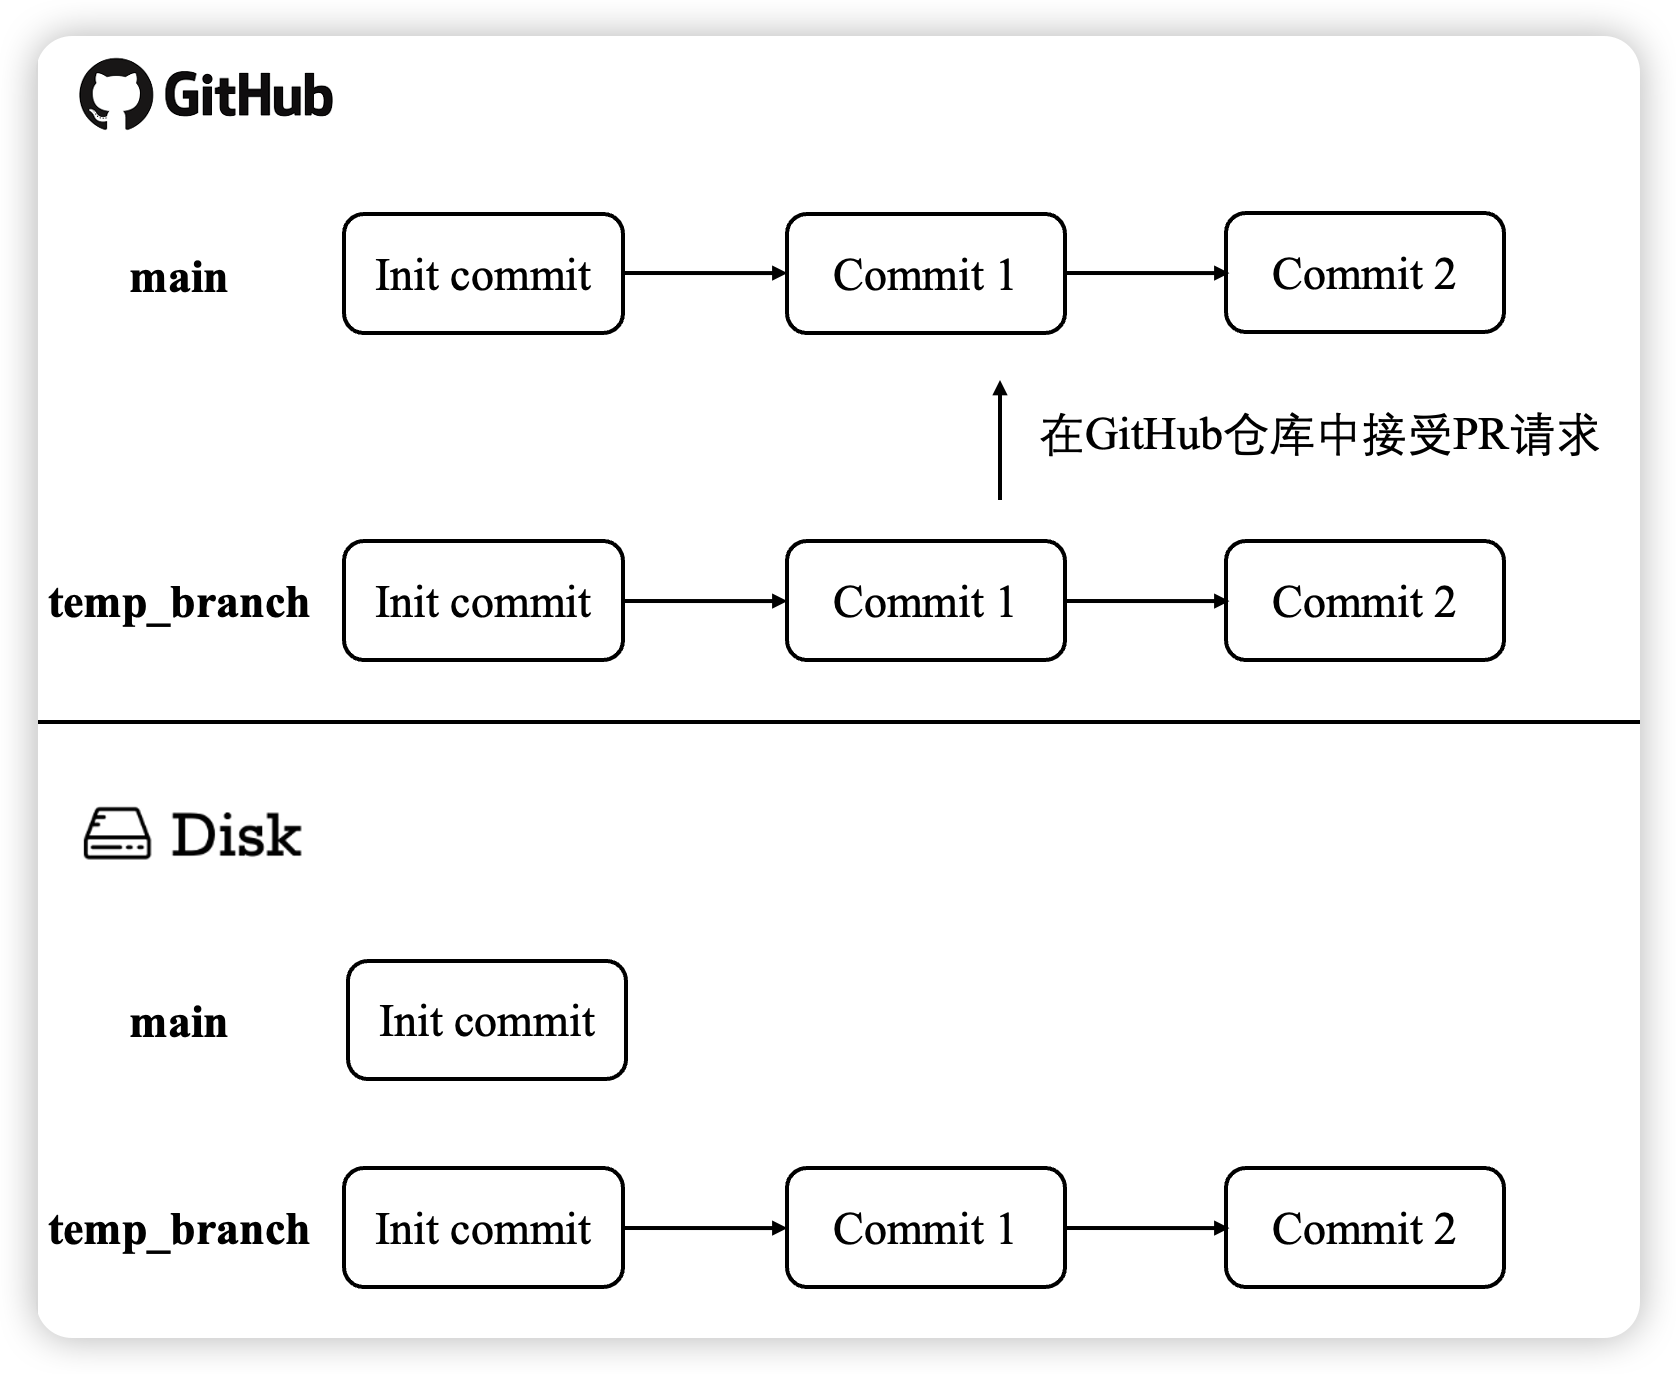 GitHub
main
Init commit
Commit 1
Commit 2
在GitHub仓库中接受PR请求
temp_branch
Init commit
Commit 1
Commit 2
Disk
main
Init commit
temp_branch
Init commit
Commit 1
Commit 2